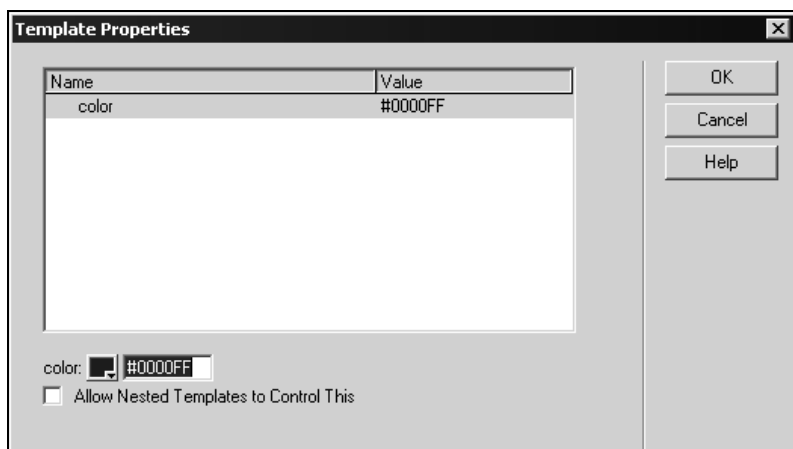 Template Properties
Name Value
color #0000FF
OK
Cancel
Help
color: #0000FF
Allow Nested Templates to Control This